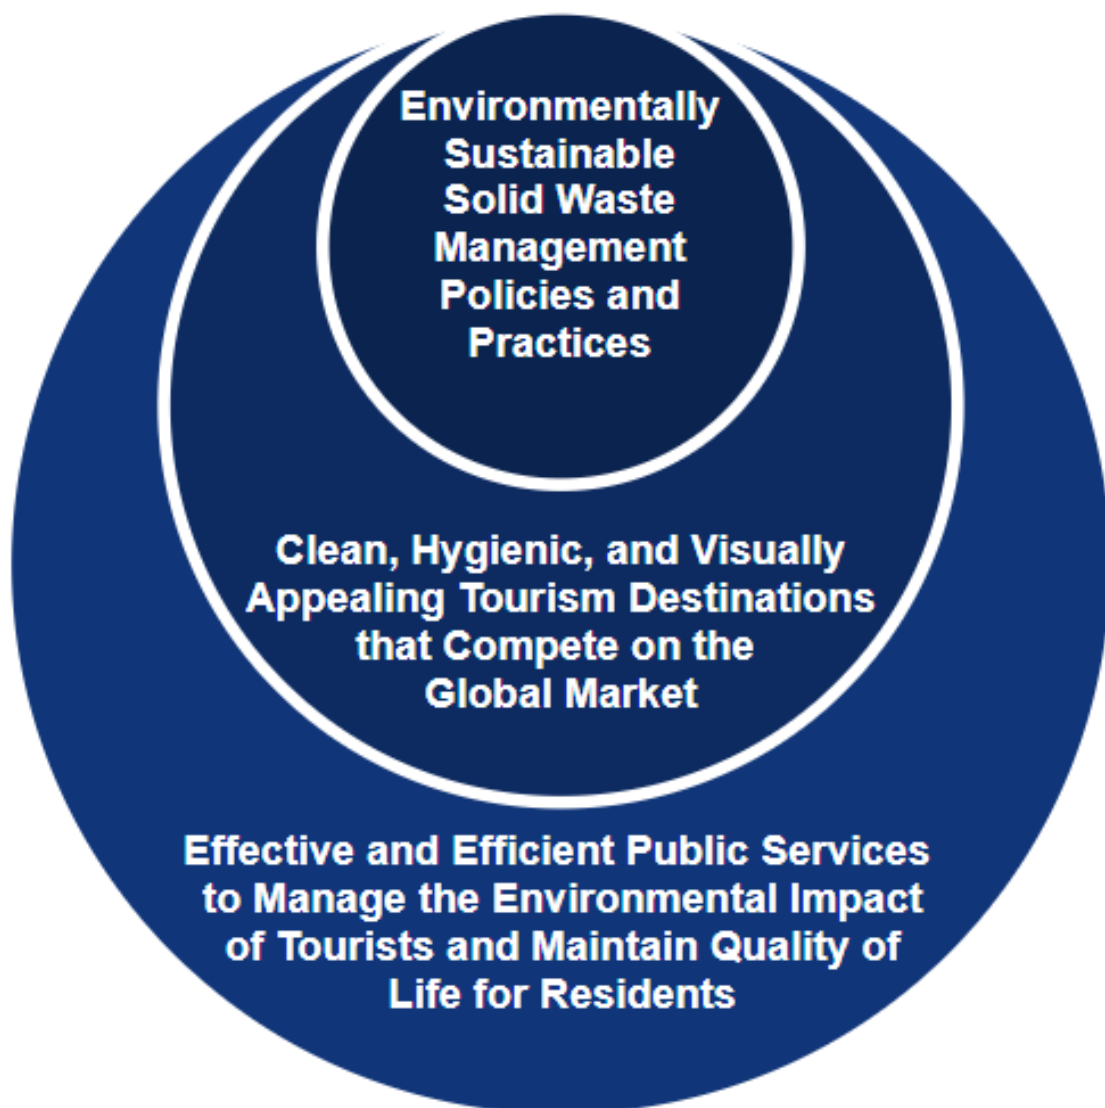 Environmentally
Sustainable
Solid Waste
Management
Policies and
Practices
Clean, Hygienic, and Visually
Appealing Tourism Destinations
that Compete on the
Global Market
Effective and Efficient Public Services
to Manage the Environmental Impact
of Tourists and Maintain Quality of
Life for Residents